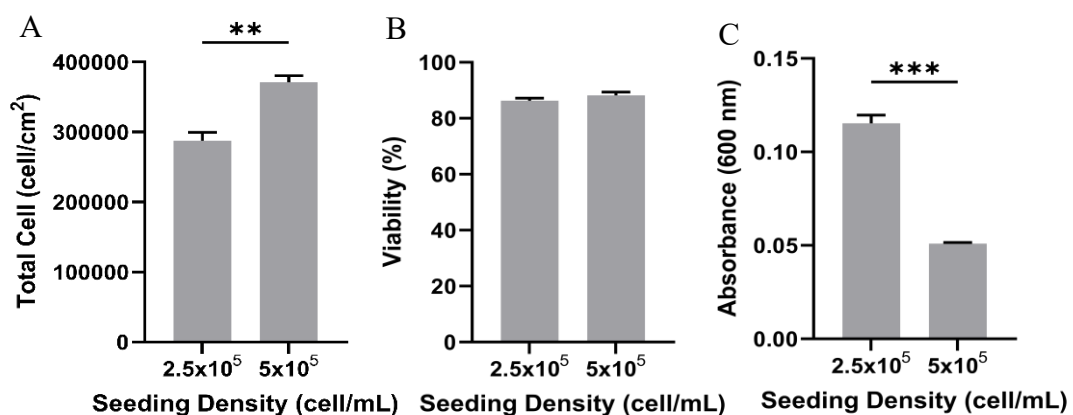 A
**
Total Cell (cell/cm²)
400000
300000
200000
100000
0
2.5x10⁵ 5x10⁵
Seeding Density (cell/mL)
B
Viability (%)
100
80
60
40
20
0
2.5x10⁵ 5x10⁵
Seeding Density (cell/mL)
C
***
Absorbance (600 nm)
0.15
0.10
0.05
0.00
2.5x10⁵ 5x10⁵
Seeding Density (cell/mL)